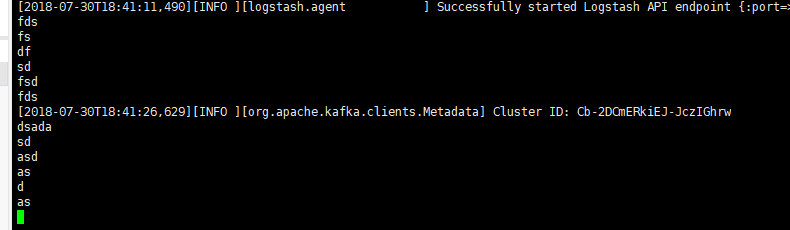 [2018-07-30T18:41:11,490][INFO ][logstash.agent           ] Successfully started Logstash API endpoint {:port=>
fds
fs
df
sd
fsd
fds
[2018-07-30T18:41:26,629][INFO ][org.apache.kafka.clients.Metadata] Cluster ID: Cb-2DCmERkiEJ-JczIGhrw
dsada
sd
asd
as
d
as